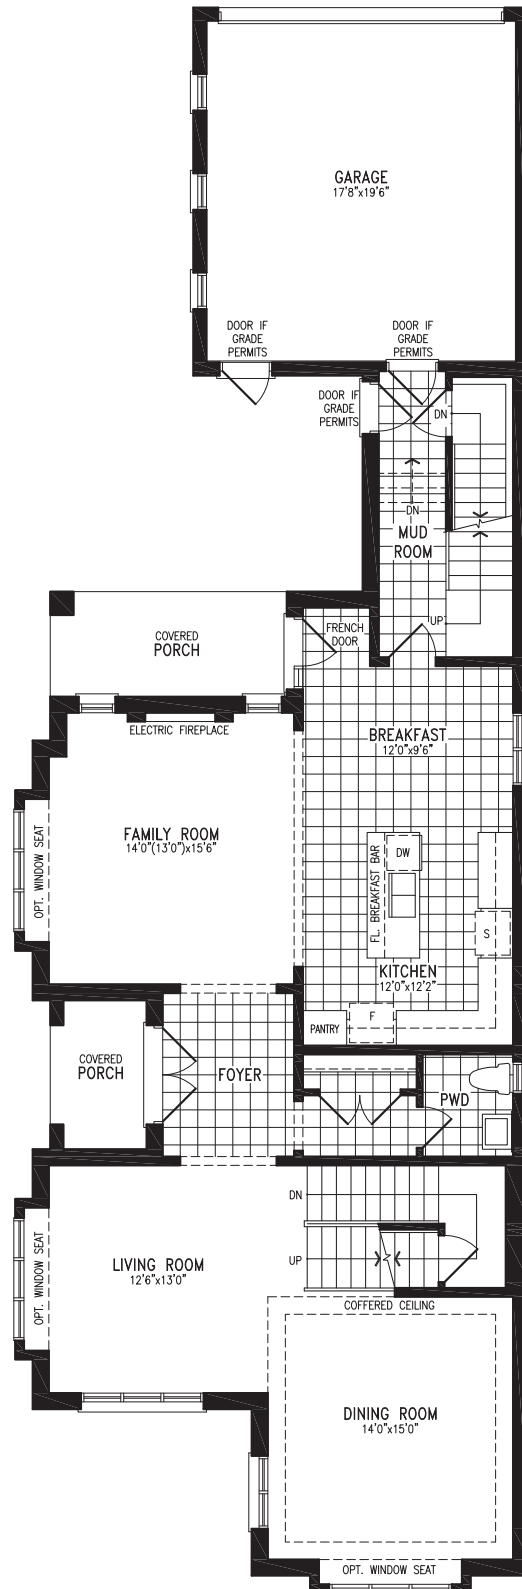 GARAGE
17'8"x19'6"
DOOR IF
GRADE
PERMITS
DOOR IF
GRADE
PERMITS
DOOR IF
GRADE
PERMITS
DN
DN
MUD
ROOM
UP
FRENCH
DOOR
COVERED
PORCH
ELECTRIC FIREPLACE
BREAKFAST
12'0"x9'6"
FAMILY ROOM
14'0"(13'0")x15'6"
OPT. WINDOW SEAT
DW
FL. BREAKFAST BAR
S
KITCHEN
12'0"x12'2"
F
PANTRY
COVERED
PORCH
FOYER
PWD
DN
UP
LIVING ROOM
12'6"x13'0"
OPT. WINDOW SEAT
COFFERED CEILING
DINING ROOM
14'0"x15'0"
OPT. WINDOW SEAT